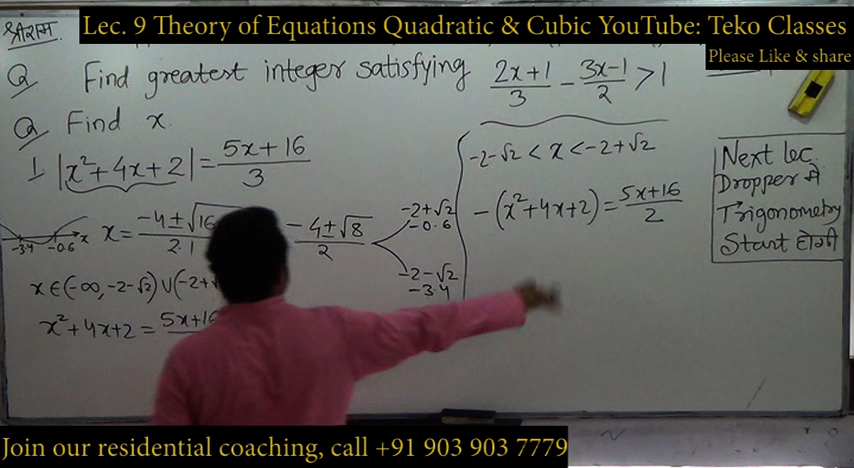 Lec. 9 Theory of Equations Quadratic & Cubic YouTube: Teko Classes
Please Like & share
श्रीराम.
Q Find greatest integer satisfying (2x+1)/3 - (3x-1)/2 > 1
Q Find x.
1 |x²+4x+2| = (5x+16)/3
-3.4 -0.6 x
x = (-4±√16)/2.1
(-4±√8)/2
-2+√2
-0.6
-2-√2
-3.4
x∈(-∞, -2-√2) ∪ (-2+√
x²+4x+2 = 5x+16
-2-√2 < x < -2+√2
-(x²+4x+2) = (5x+16)/2
Next lec.
Dropper में
Trigonometry
Start होगी
Join our residential coaching, call +91 903 903 7779